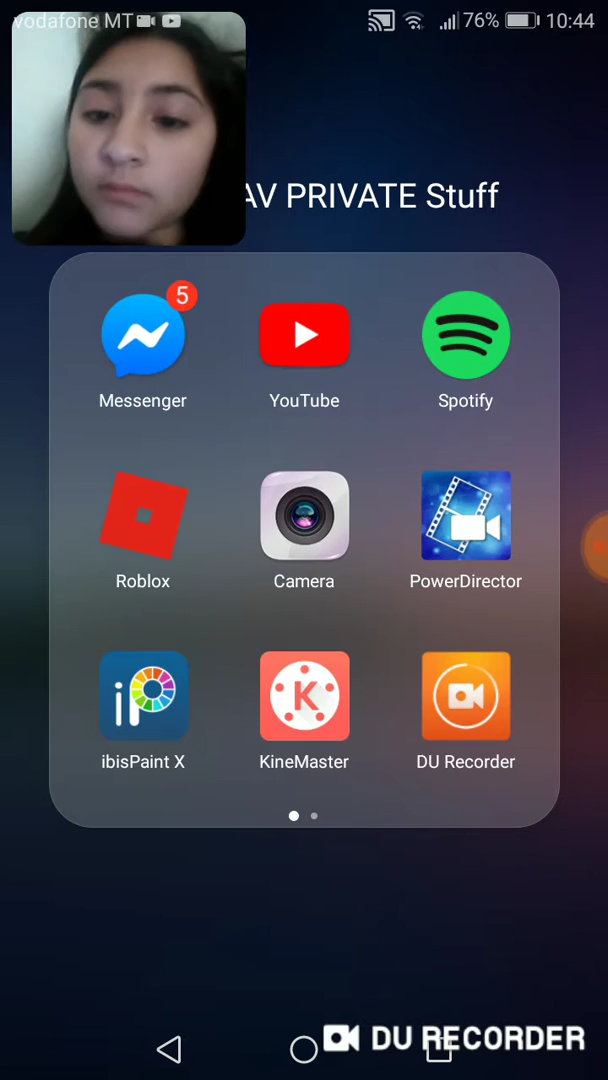 vodafone MT 76% 10:44
AV PRIVATE Stuff
5
Messenger YouTube Spotify
Roblox Camera PowerDirector
iP K
ibisPaint X KineMaster DU Recorder
DU RECORDER